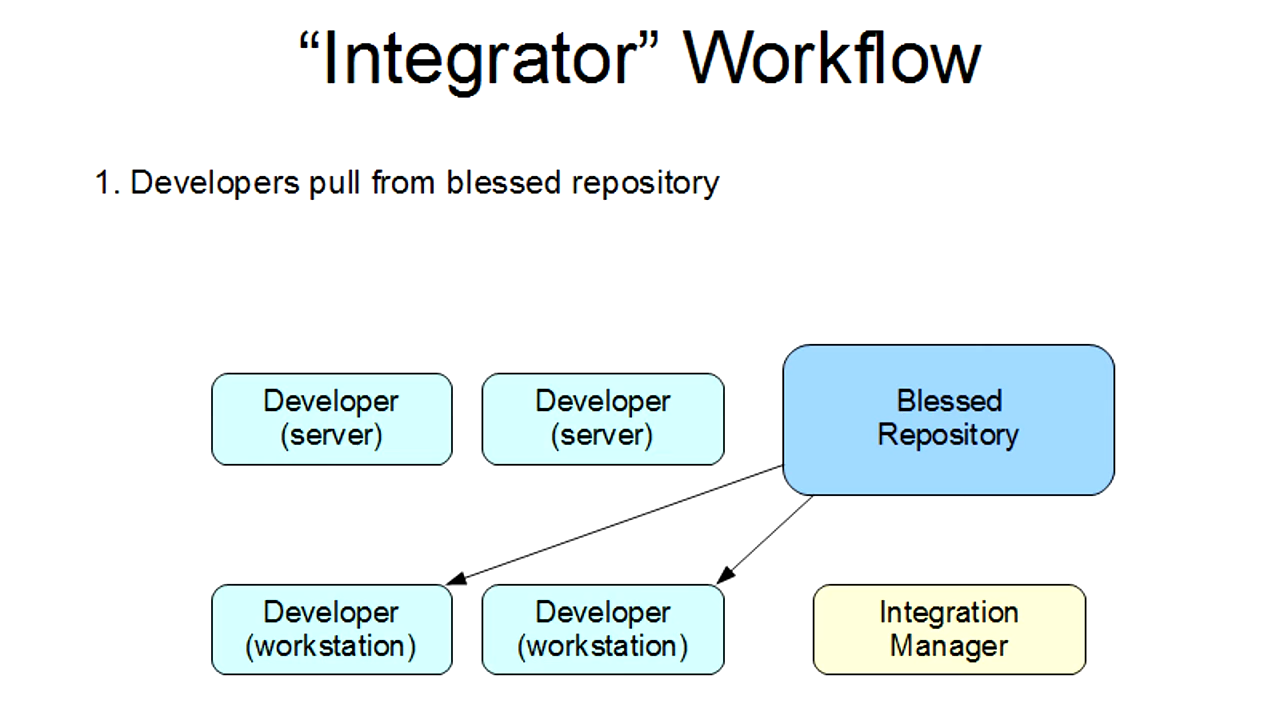 “Integrator” Workflow
1. Developers pull from blessed repository
Developer
(server)
Developer
(server)
Blessed
Repository
Developer
(workstation)
Developer
(workstation)
Integration
Manager